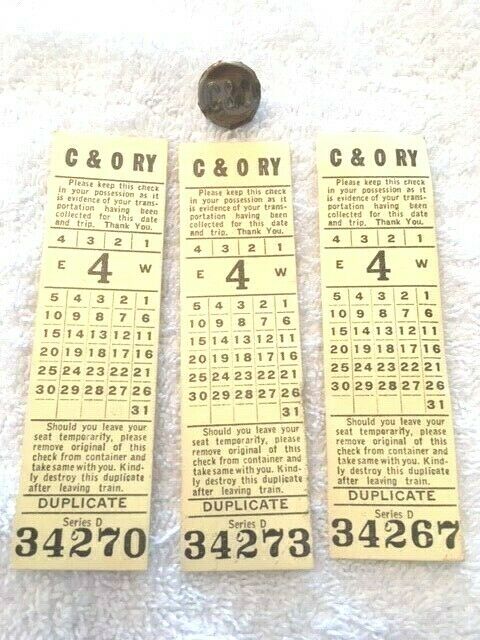 C&O
C & O RY
Please keep this check
in your possession as it
is evidence of your trans-
portation having been
collected for this date
and trip. Thank You.
4 3 2 1
E 4 W
5 4 3 2 1
10 9 8 7 6
15 14 13 12 11
20 19 18 17 16
25 24 23 22 21
30 29 28 27 26
31
Should you leave your
seat temporarily, please
remove original of this
check from container and
take same with you. Kind-
ly destroy this duplicate
after leaving train.
DUPLICATE
Series D
34270
C & O RY
Please keep this check
in your possession as it
is evidence of your trans-
portation having been
collected for this date
and trip. Thank You.
4 3 2 1
E 4 W
5 4 3 2 1
10 9 8 7 6
15 14 13 12 11
20 19 18 17 16
25 24 23 22 21
30 29 28 27 26
31
Should you leave your
seat temporarily, please
remove original of this
check from container and
take same with you. Kind-
ly destroy this duplicate
after leaving train.
DUPLICATE
Series D
34273
C & O RY
Please keep this check
in your possession as it
is evidence of your trans-
portation having been
collected for this date
and trip. Thank You.
4 3 2 1
E 4 W
5 4 3 2 1
10 9 8 7 6
15 14 13 12 11
20 19 18 17 16
25 24 23 22 21
30 29 28 27 26
31
Should you leave your
seat temporarily, please
remove original of this
check from container and
take same with you. Kind-
ly destroy this duplicate
after leaving train.
DUPLICATE
Series D
34267